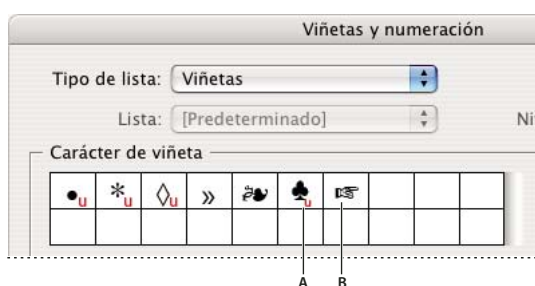 Viñetas y numeración
Tipo de lista: Viñetas
Lista: [Predeterminado] Ni
Carácter de viñeta
•u *u ◊u » ❧ ♣u ☞
A B